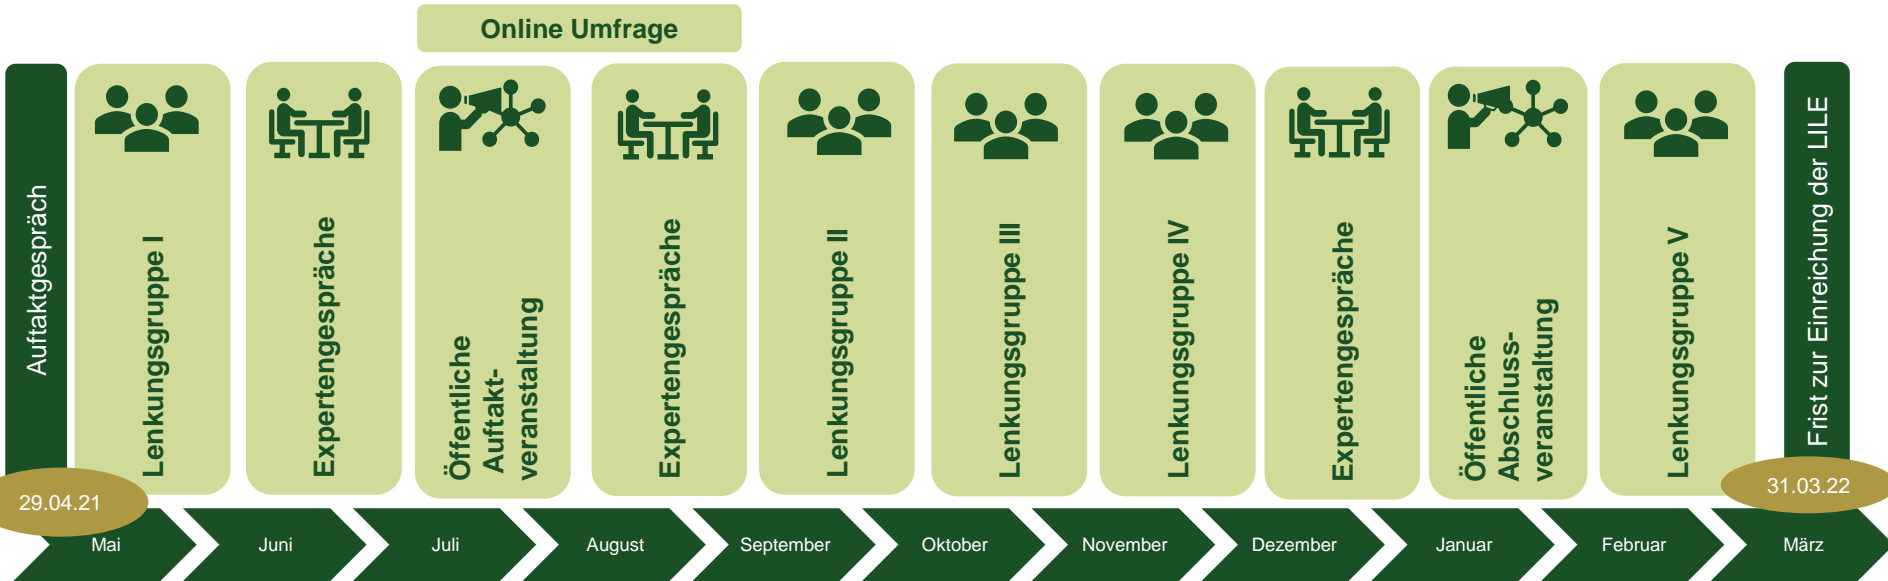 Online Umfrage
Auftaktgespräch
Lenkungsgruppe I
Expertengespräche
Öffentliche
Auftakt-
veranstaltung
Expertengespräche
Lenkungsgruppe II
Lenkungsgruppe III
Lenkungsgruppe IV
Expertengespräche
Öffentliche
Abschluss-
veranstaltung
Lenkungsgruppe V
Frist zur Einreichung der LILE
29.04.21
31.03.22
Mai
Juni
Juli
August
September
Oktober
November
Dezember
Januar
Februar
März